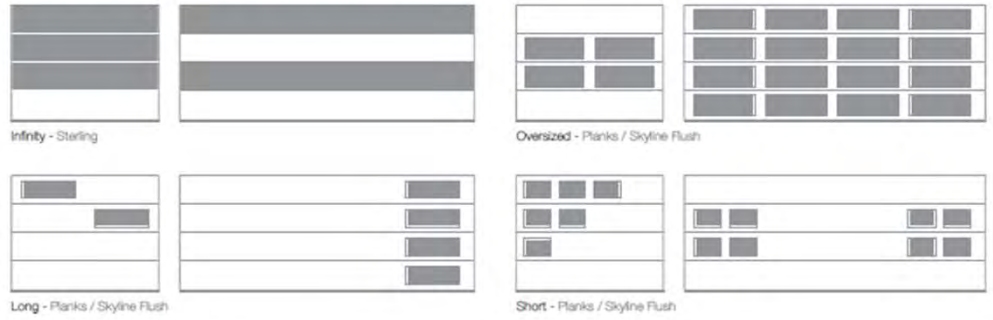 Infinity - Sterling
Oversized - Planks / Skyline Flush
Long - Planks / Skyline Flush
Short - Planks / Skyline Flush